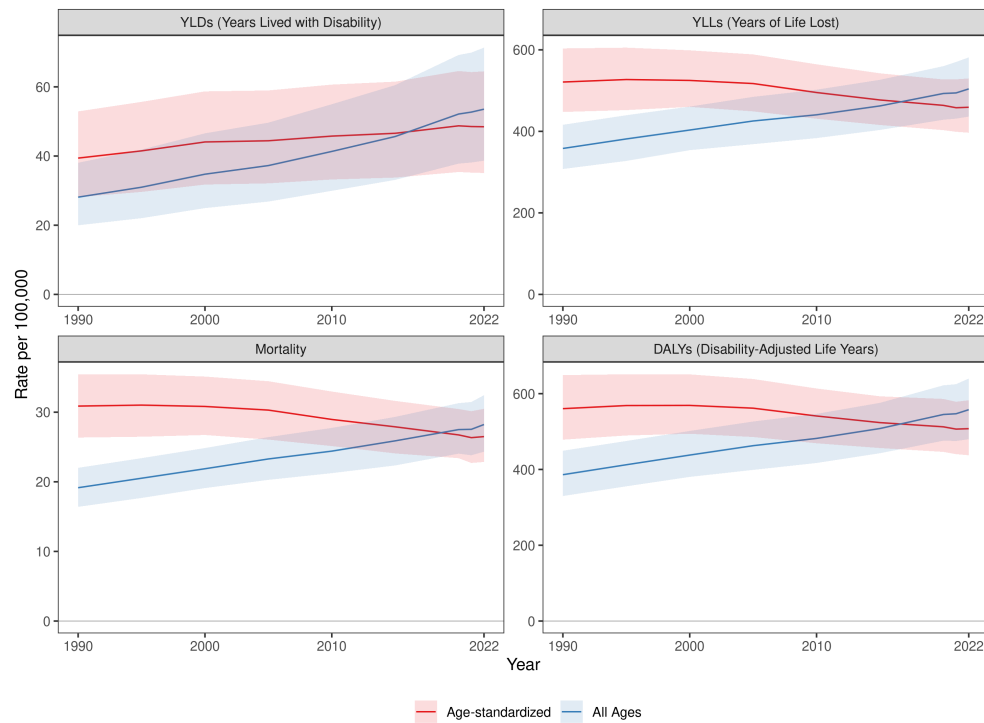 YLDs (Years Lived with Disability)
YLLs (Years of Life Lost)
60
40
20
0
1990 2000 2010 2022
600
400
200
0
1990 2000 2010 2022
Mortality
DALYs (Disability-Adjusted Life Years)
30
20
10
0
1990 2000 2010 2022
600
400
200
0
1990 2000 2010 2022
Rate per 100,000
Year
Age-standardized All Ages